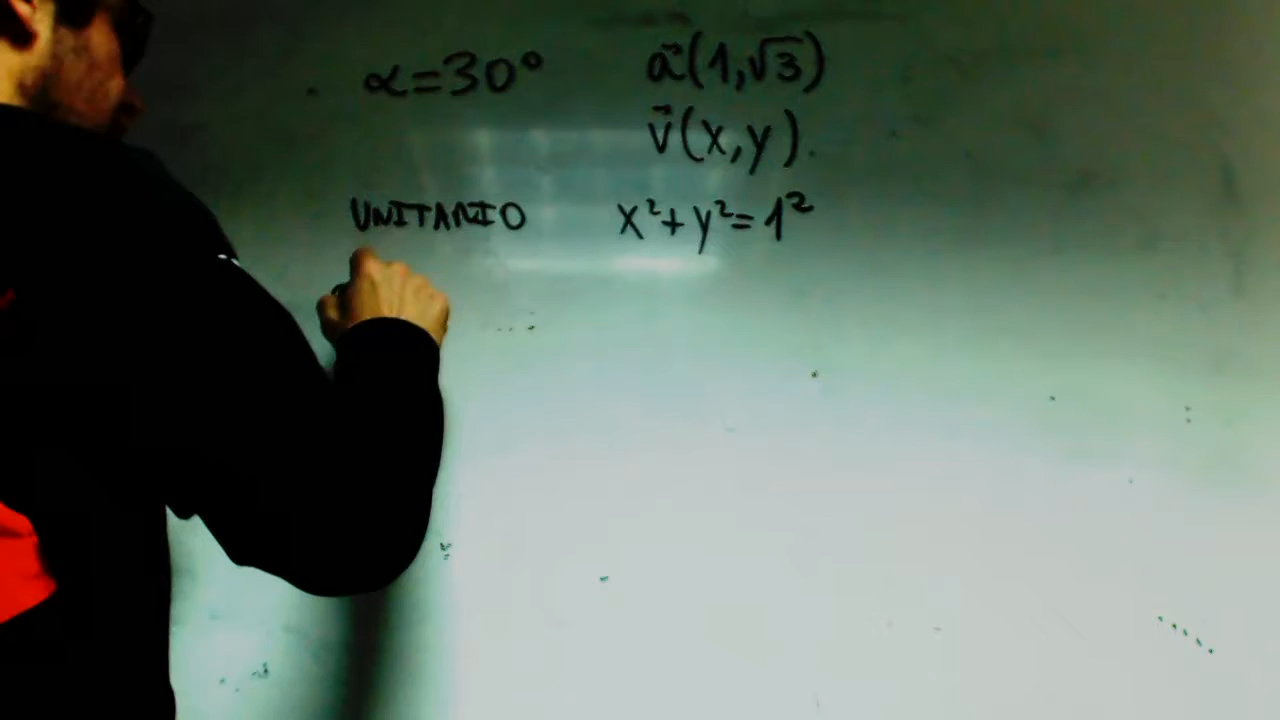 α=30° a⃗(1,√3)
v⃗(x,y).
UNITARIO x²+y²=1²